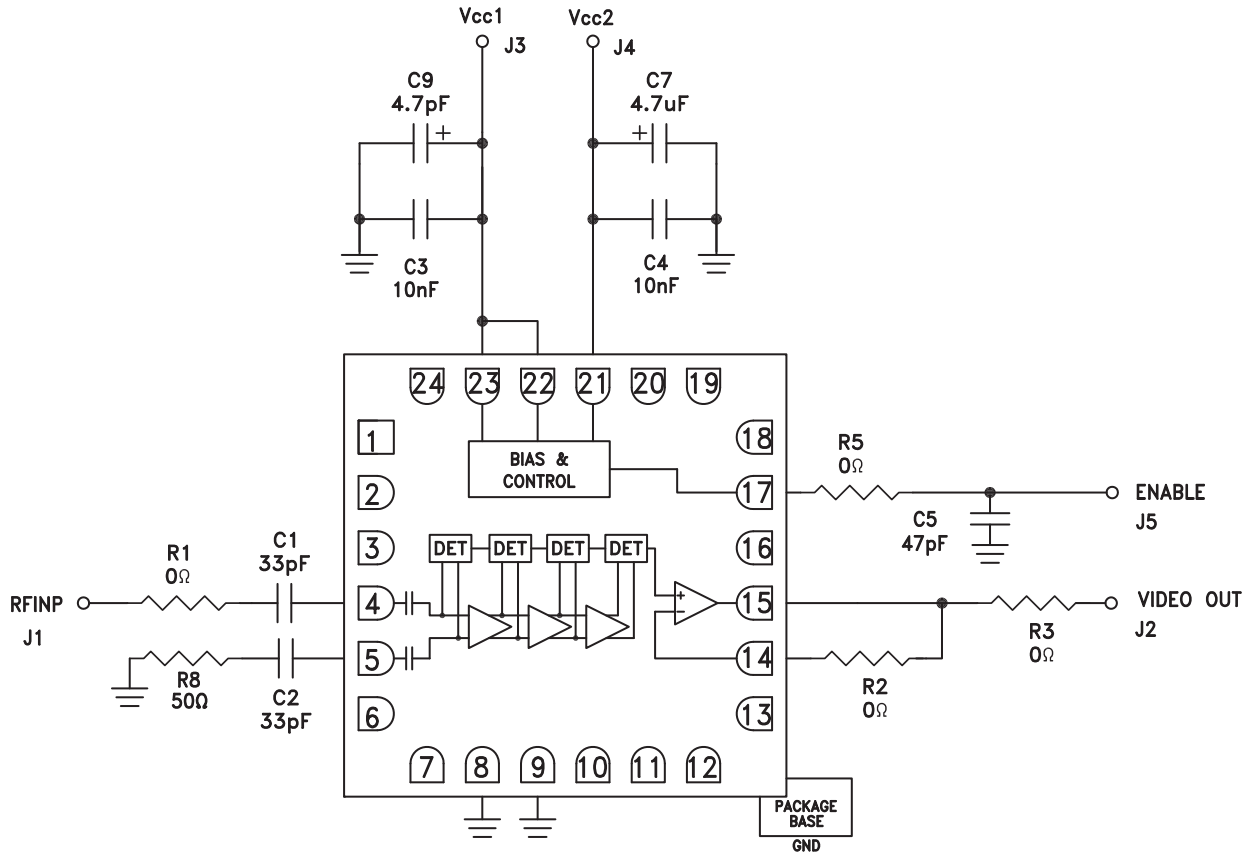 Vcc1
J3
Vcc2
J4
C9
4.7pF
+
C7
4.7uF
+
C3
10nF
C4
10nF
24
23
22
21
20
19
1
2
3
4
5
6
BIAS &
CONTROL
18
17
16
15
14
13
DET
DET
DET
DET
+
−
R5
0Ω
C5
47pF
ENABLE
J5
RFINP
J1
R1
0Ω
C1
33pF
R8
50Ω
C2
33pF
VIDEO OUT
J2
R3
0Ω
R2
0Ω
7
8
9
10
11
12
PACKAGE
BASE
GND